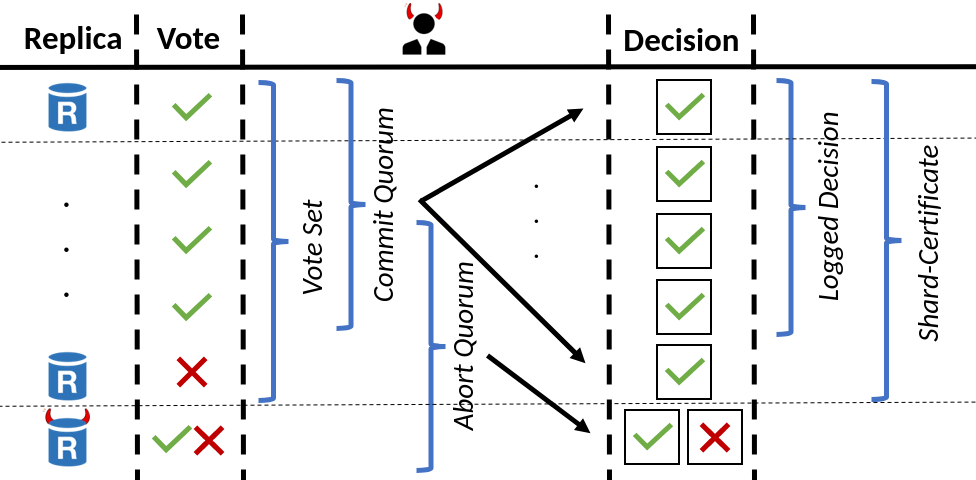 Replica
Vote
Decision
R
R
R
Vote Set
Commit Quorum
Abort Quorum
Logged Decision
Shard-Certificate